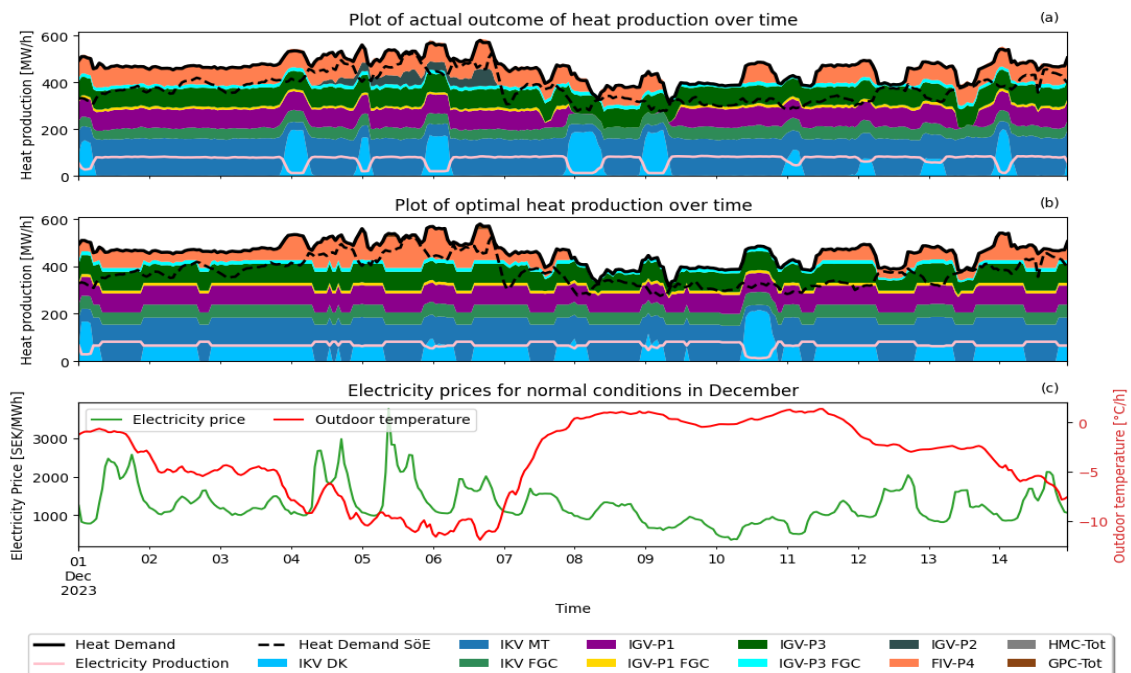 Plot of actual outcome of heat production over time
(a)
Heat production [MW/h]
600
400
200
0
Plot of optimal heat production over time
(b)
Heat production [MW/h]
600
400
200
0
Electricity prices for normal conditions in December
(c)
Electricity Price [SEK/MWh]
3000
2000
1000
Electricity price
Outdoor temperature
0
−5
−10
Outdoor temperature [°C/h]
01 02 03 04 05 06 07 08 09 10 11 12 13 14
Dec
2023
Time
Heat Demand Heat Demand SöE IKV MT IGV-P1 IGV-P3 IGV-P2 HMC-Tot
Electricity Production IKV DK IKV FGC IGV-P1 FGC IGV-P3 FGC FIV-P4 GPC-Tot